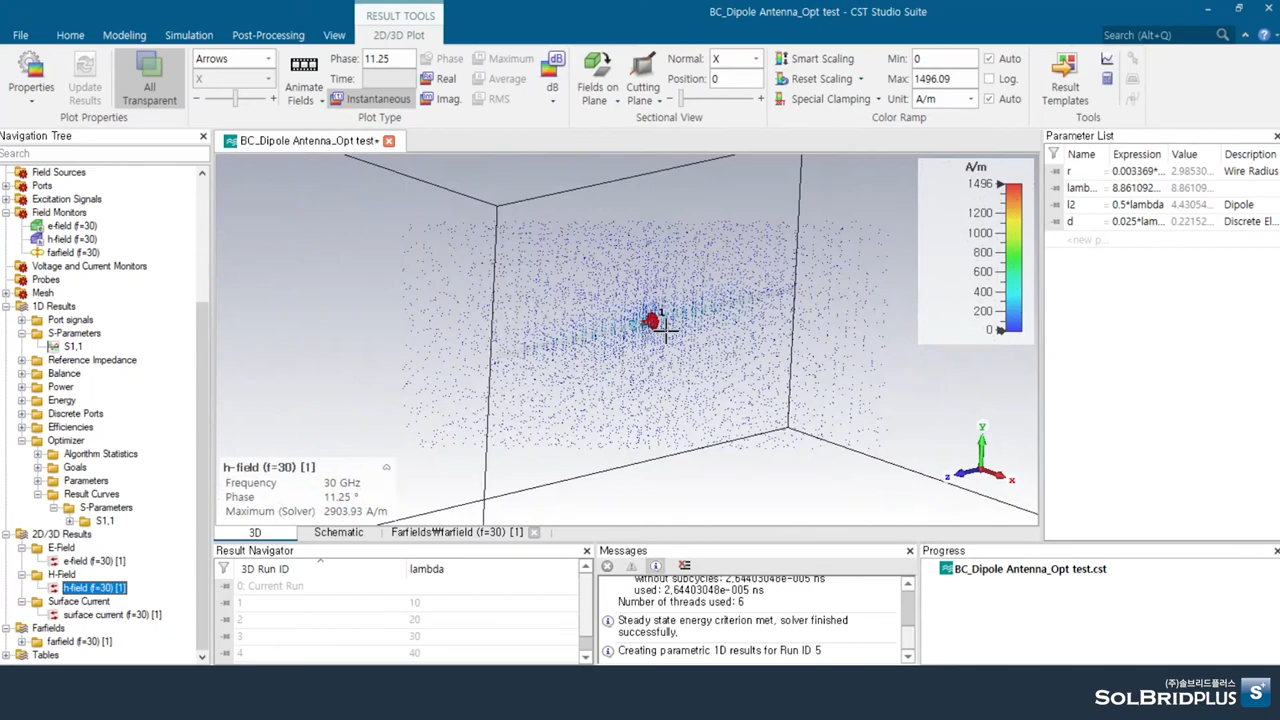 RESULT TOOLS
BC_Dipole Antenna_Opt test - CST Studio Suite
File Home Modeling Simulation Post-Processing View 2D/3D Plot Search (Alt+Q)
Properties
Update Results
All Transparent
Arrows
X
Plot Properties
Animate Fields
Phase: 11.25
Time:
Instantaneous
Phase
Real
Imag.
Maximum
Average
RMS
dB
dB
Plot Type
Fields on Plane
Cutting Plane
Normal: X
Position: 0
Sectional View
Smart Scaling
Reset Scaling
Special Clamping
Min: 0
Max: 1496.09
Unit: A/m
Auto
Log.
Auto
Color Ramp
Result Templates
Tools
Navigation Tree
Search
Field Sources
Ports
Excitation Signals
Field Monitors
e-field (f=30)
h-field (f=30)
farfield (f=30)
Voltage and Current Monitors
Probes
Mesh
1D Results
Port signals
S-Parameters
S1,1
Reference Impedance
Balance
Power
Energy
Discrete Ports
Efficiencies
Optimizer
Algorithm Statistics
Goals
Parameters
Result Curves
S-Parameters
S1,1
2D/3D Results
E-Field
e-field (f=30) [1]
H-Field
h-field (f=30) [1]
Surface Current
surface current (f=30) [1]
Farfields
farfield (f=30) [1]
Tables
BC_Dipole Antenna_Opt test*
A/m
1496
1200
1000
800
600
400
200
0
1
y
z
x
h-field (f=30) [1]
Frequency 30 GHz
Phase 11.25 °
Maximum (Solver) 2903.93 A/m
3D Schematic Farfields₩farfield (f=30) [1]
Parameter List
Name Expression Value Description
r = 0.003369*... 2.98530... Wire Radius
lamb... = 8.861092... 8.86109...
l2 = 0.5*lambda 4.43054... Dipole
d = 0.025*lam... 0.22152... Discrete El...
<new p...
Result Navigator
3D Run ID lambda
0: Current Run
1 10
2 20
3 30
4 40
Messages
without subcycles: 2,64403048e-005 ns
used: 2,64403048e-005 ns
Number of threads used: 6
Steady state energy criterion met, solver finished
successfully,
Creating parametric 1D results for Run ID 5
Progress
BC_Dipole Antenna_Opt test.cst
(주)솔브리드플러스
SOLBRIDPLUS S+